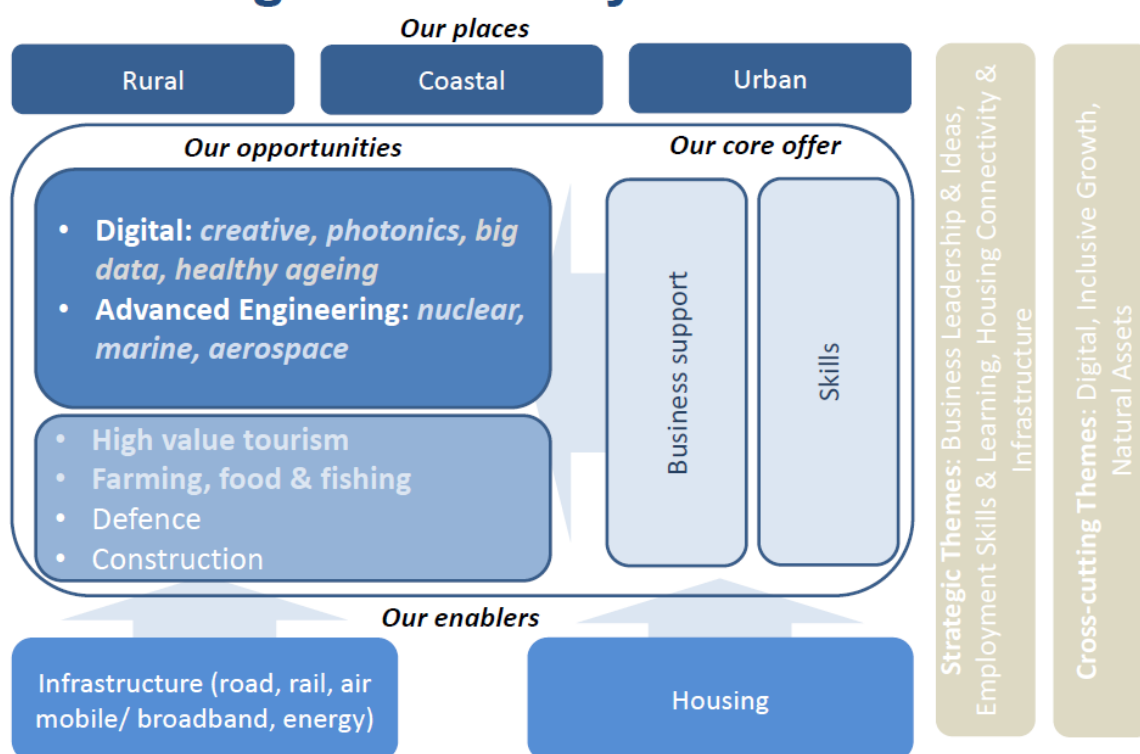 Our places
Rural
Coastal
Urban
Our opportunities
Our core offer
• Digital: creative, photonics, big
data, healthy ageing
• Advanced Engineering: nuclear,
marine, aerospace
• High value tourism
• Farming, food & fishing
• Defence
• Construction
Business support
Skills
Our enablers
Infrastructure (road, rail, air
mobile/ broadband, energy)
Housing
Strategic Themes: Business Leadership & Ideas,
Employment Skills & Learning, Housing Connectivity &
Infrastructure
Cross-cutting Themes: Digital, Inclusive Growth,
Natural Assets